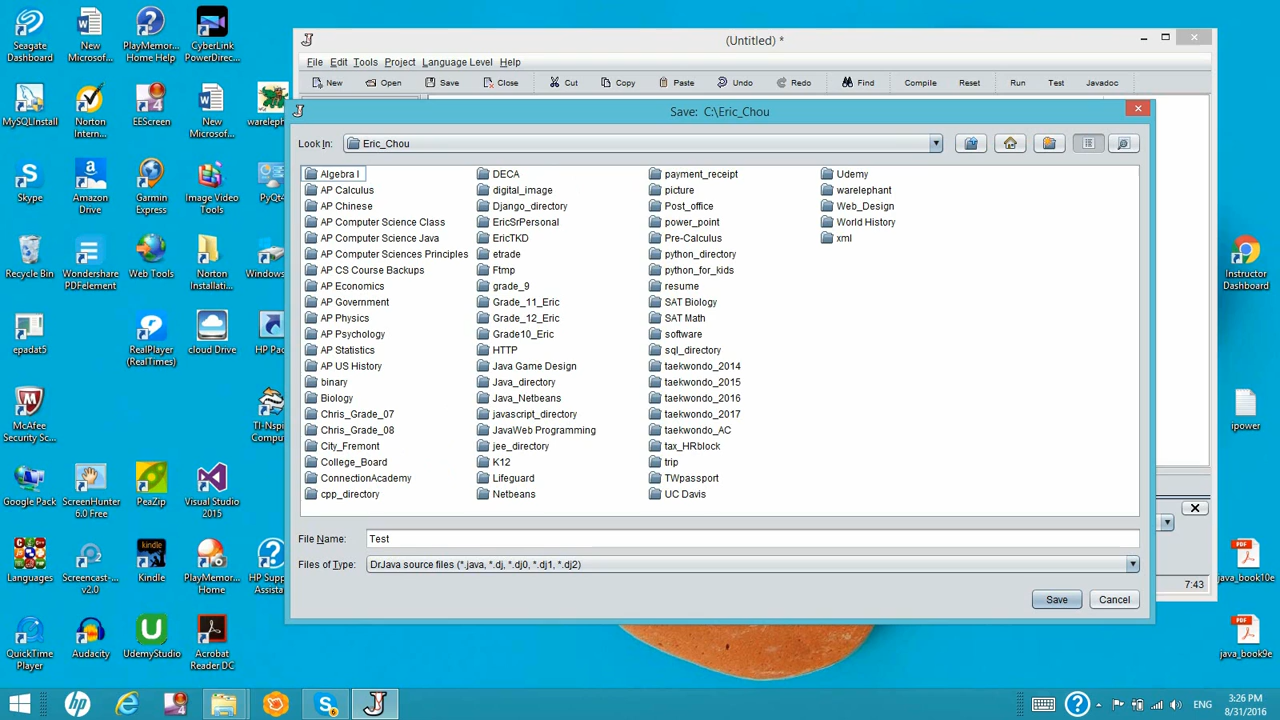 Seagate
Dashboard
New
Microsof...
PlayMemor...
Home Help
CyberLink
PowerDirec...
MySQLInstall
Norton
Intern...
EEScreen
New
Microsof...
wareleph
Skype
Amazon
Drive
Garmin
Express
Image Video
Tools
PyQt4
Recycle Bin
Wondershare
PDFelement
Web Tools
Norton
Installati...
Windows
epadat5
RealPlayer
(RealTimes)
cloud Drive
HP Pac
McAfee
Security Sc...
TI-Nsp
Compu
Google Pack
ScreenHunter
6.0 Free
PeaZip
Visual Studio
2015
Languages
Screencast-...
v2.0
Kindle
PlayMemor...
Home
HP Supp
Assista
QuickTime
Player
Audacity
UdemyStudio
Acrobat
Reader DC
(Untitled) *
File Edit Tools Project Language Level Help
New Open Save Close Cut Copy Paste Undo Redo Find Compile Reset Run Test Javadoc
Save: C:\Eric_Chou
Look In: Eric_Chou
Algebra I
AP Calculus
AP Chinese
AP Computer Science Class
AP Computer Science Java
AP Computer Sciences Principles
AP CS Course Backups
AP Economics
AP Government
AP Physics
AP Psychology
AP Statistics
AP US History
binary
Biology
Chris_Grade_07
Chris_Grade_08
City_Fremont
College_Board
ConnectionAcademy
cpp_directory
DECA
digital_image
Django_directory
EricSrPersonal
EricTKD
etrade
Ftmp
grade_9
Grade_11_Eric
Grade_12_Eric
Grade10_Eric
HTTP
Java Game Design
Java_directory
Java_Netbeans
javascript_directory
JavaWeb Programming
jee_directory
K12
Lifeguard
Netbeans
payment_receipt
picture
Post_office
power_point
Pre-Calculus
python_directory
python_for_kids
resume
SAT Biology
SAT Math
software
sql_directory
taekwondo_2014
taekwondo_2015
taekwondo_2016
taekwondo_2017
taekwondo_AC
tax_HRblock
trip
TWpassport
UC Davis
Udemy
warelephant
Web_Design
World History
xml
File Name: Test
Files of Type: DrJava source files (*.java, *.dj, *.dj0, *.dj1, *.dj2)
Save Cancel
7:43
Instructor
Dashboard
ipower
PDF
java_book10e
PDF
java_book9e
ENG
3:26 PM
8/31/2016